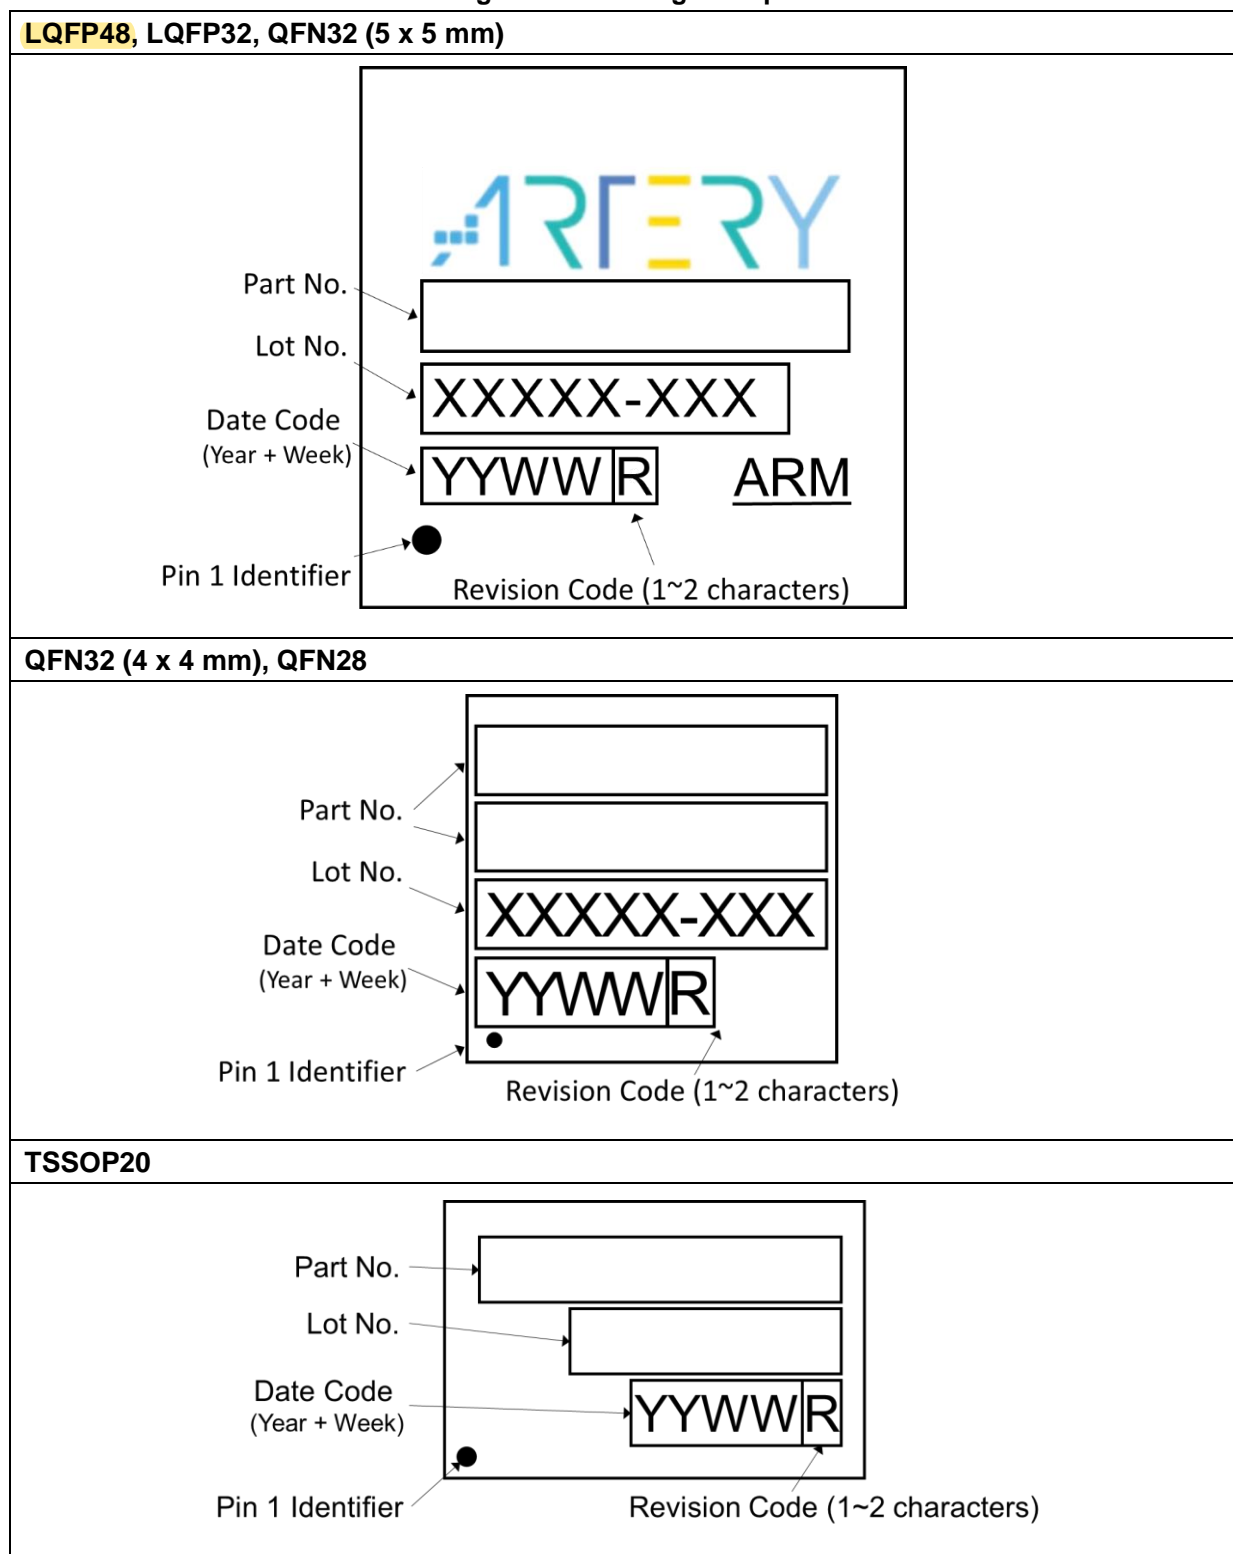 LQFP48, LQFP32, QFN32 (5 x 5 mm)
ARTERY
Part No.
Lot No.
XXXXX-XXX
Date Code
(Year + Week)
YYWW R
ARM
Pin 1 Identifier
Revision Code (1~2 characters)
QFN32 (4 x 4 mm), QFN28
Part No.
Lot No.
XXXXX-XXX
Date Code
(Year + Week)
YYWW R
Pin 1 Identifier
Revision Code (1~2 characters)
TSSOP20
Part No.
Lot No.
Date Code
(Year + Week)
YYWW R
Pin 1 Identifier
Revision Code (1~2 characters)